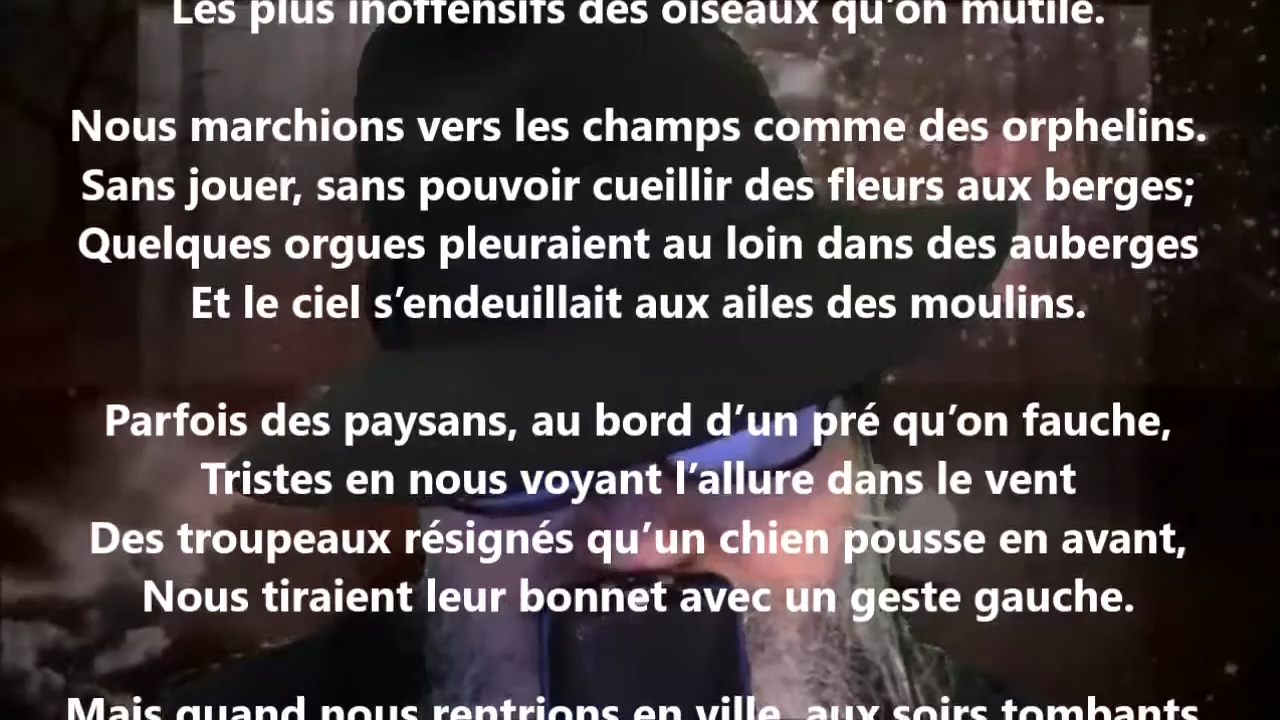 Les plus inoffensifs des oiseaux qu’on mutile.
Nous marchions vers les champs comme des orphelins.
Sans jouer, sans pouvoir cueillir des fleurs aux berges;
Quelques orgues pleuraient au loin dans des auberges
Et le ciel s’endeuillait aux ailes des moulins.
Parfois des paysans, au bord d’un pré qu’on fauche,
Tristes en nous voyant l’allure dans le vent
Des troupeaux résignés qu’un chien pousse en avant,
Nous tiraient leur bonnet avec un geste gauche.
Mais quand nous rentrions en ville, aux soirs tombants